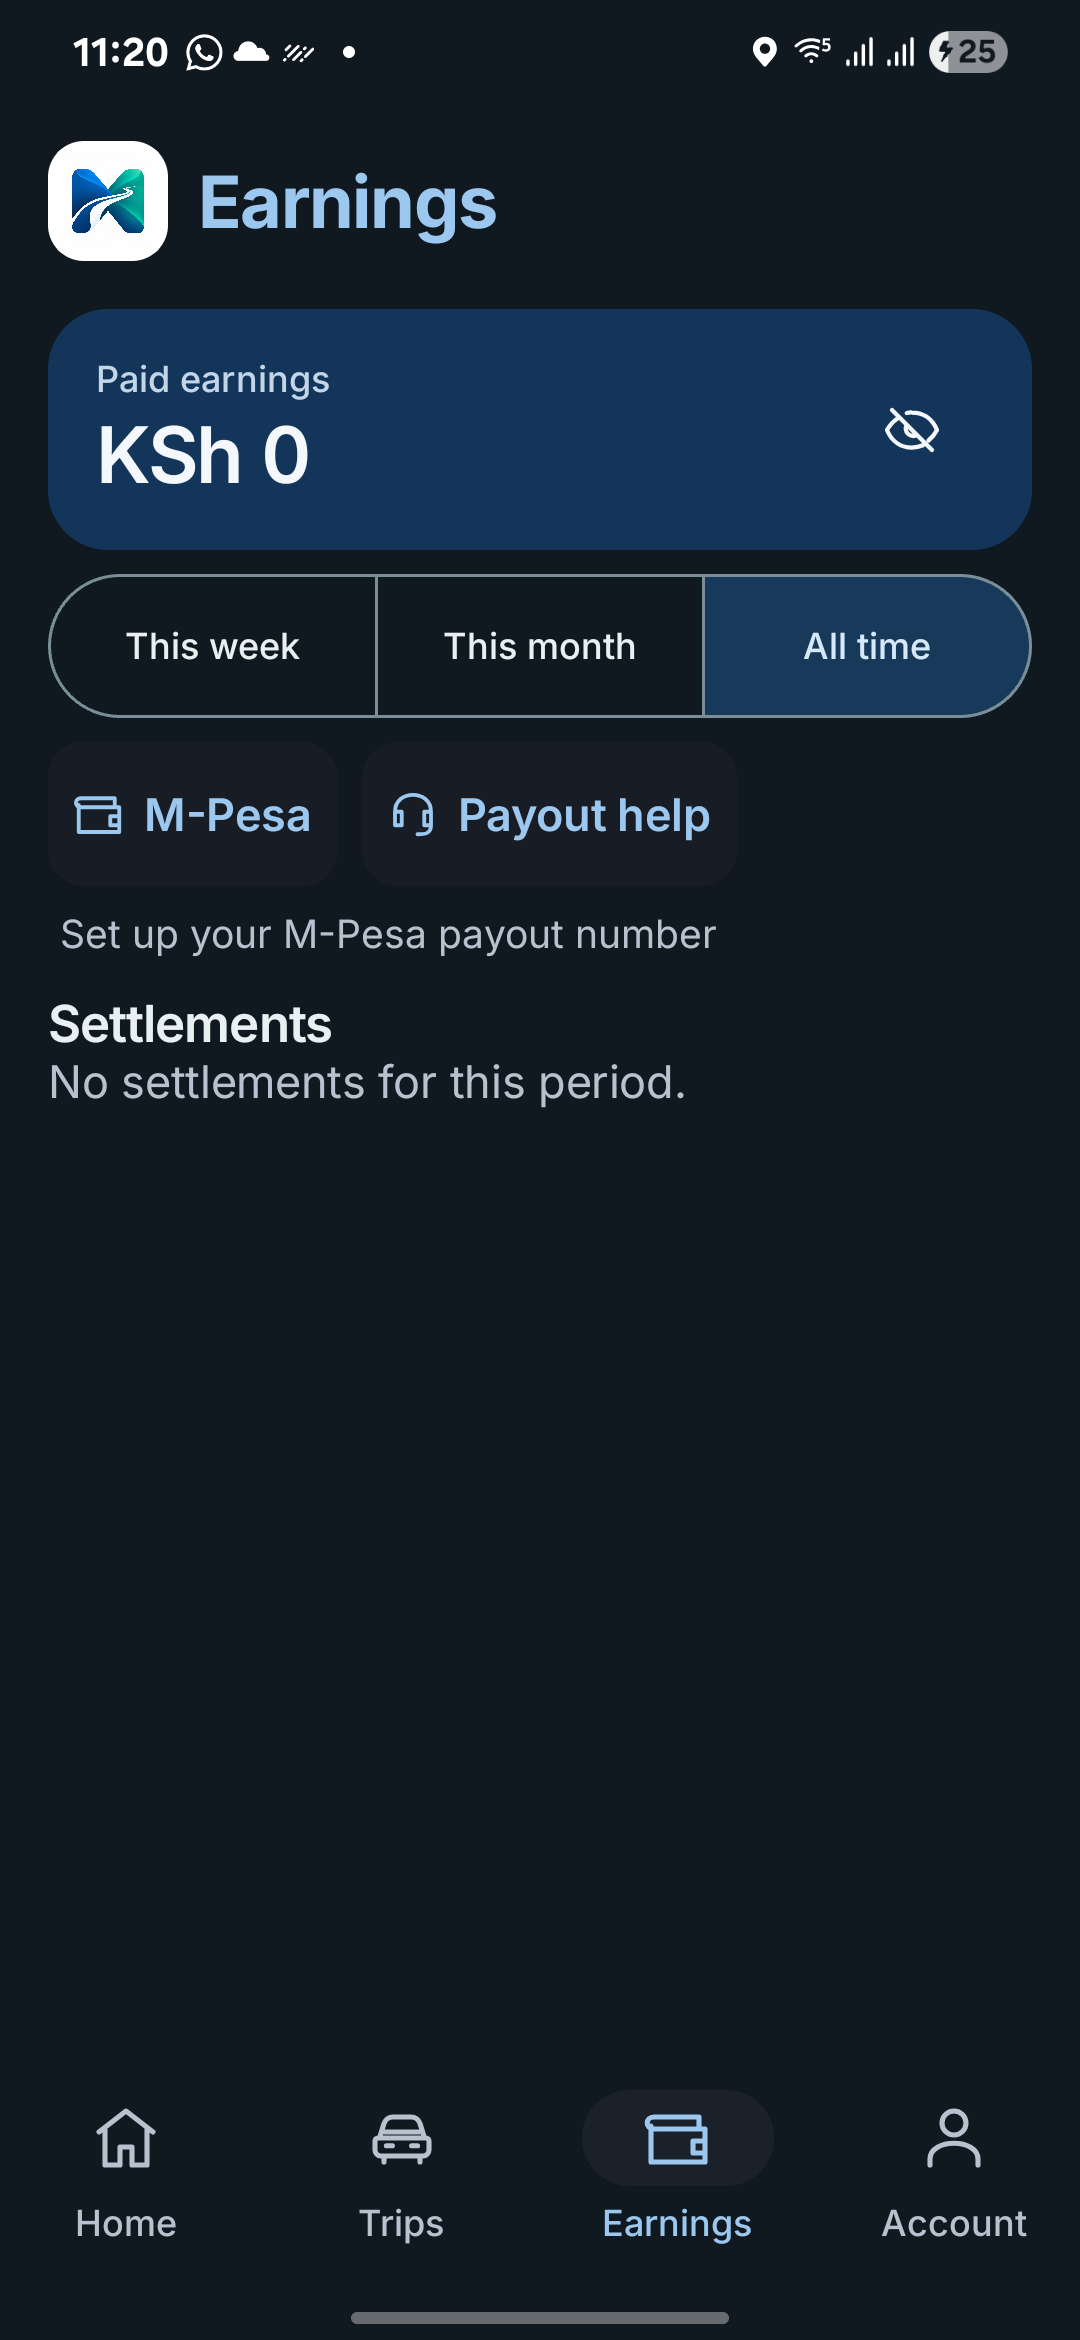 11:20
5
25
Earnings
Paid earnings
KSh 0
This week
This month
All time
M-Pesa
Payout help
Set up your M-Pesa payout number
Settlements
No settlements for this period.
Home
Trips
Earnings
Account